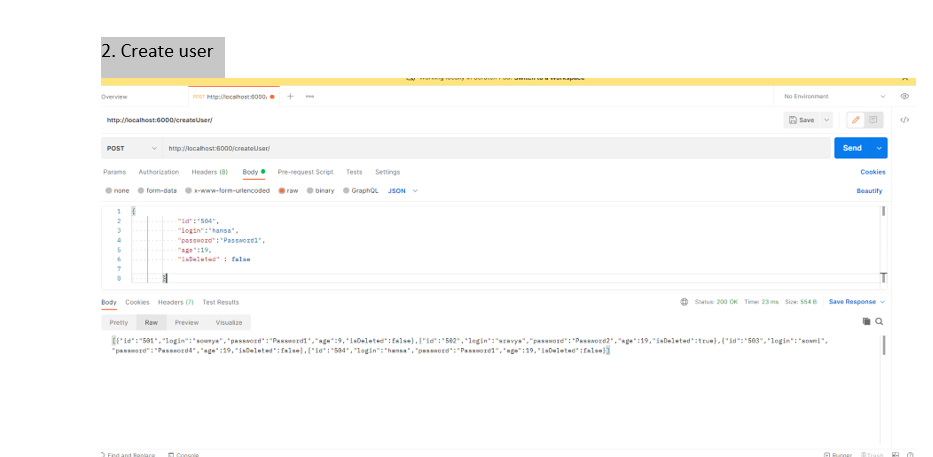 2. Create user
Working locally in Scratch Pad. Switch to a Workspace
Overview
POST http://localhost:6000/
No Environment
http://localhost:6000/createUser/
Save
POST
http://localhost:6000/createUser/
Send
Params Authorization Headers (8) Body Pre-request Script Tests Settings
Cookies
none form-data x-www-form-urlencoded raw binary GraphQL JSON
Beautify
1 {
2 "id":"504",
3 "login":"hansa",
4 "password":"Password1",
5 "age":19,
6 "isDeleted" : false
7
8 }
Body Cookies Headers (7) Test Results
Status: 200 OK Time: 23 ms Size: 554 B Save Response
Pretty Raw Preview Visualize
[{"id":"501","login":"sowmya","password":"Password1","age":9,"isDeleted":false},{"id":"502","login":"sravya","password":"Password2","age":19,"isDeleted":true},{"id":"503","login":"sowmi",
"password":"Password4","age":19,"isDeleted":false},{"id":"504","login":"hansa","password":"Password1","age":19,"isDeleted":false}]
Find and Replace Console
Runner Trash